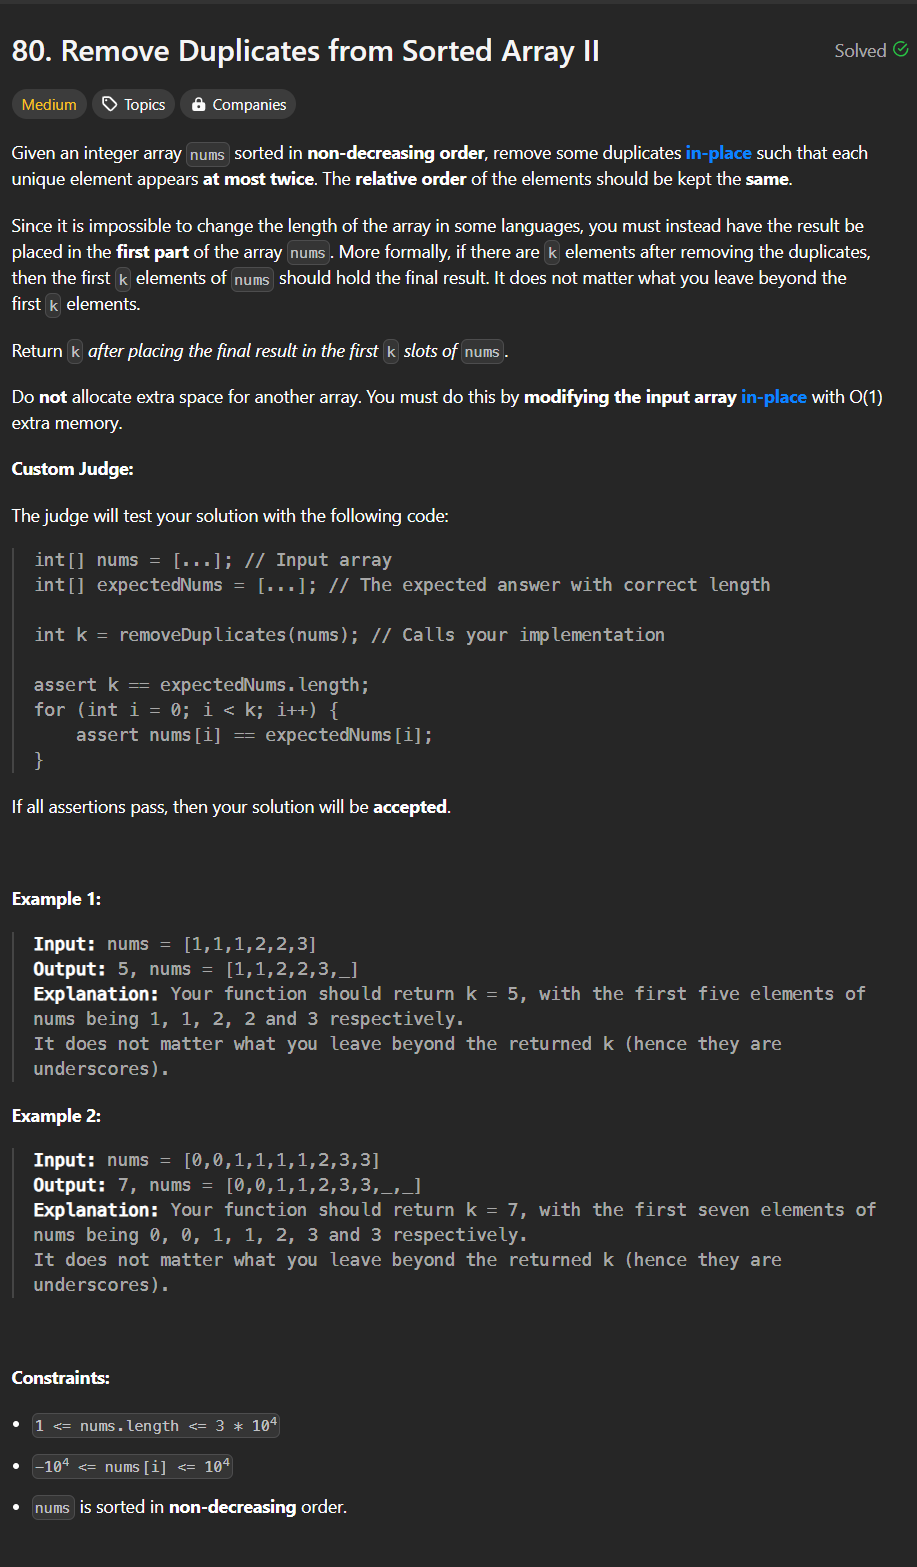 80. Remove Duplicates from Sorted Array II
Solved
Medium
Topics
Companies
Given an integer array nums sorted in non-decreasing order, remove some duplicates in-place such that each
unique element appears at most twice. The relative order of the elements should be kept the same.
Since it is impossible to change the length of the array in some languages, you must instead have the result be
placed in the first part of the array nums. More formally, if there are k elements after removing the duplicates,
then the first k elements of nums should hold the final result. It does not matter what you leave beyond the
first k elements.
Return k after placing the final result in the first k slots of nums.
Do not allocate extra space for another array. You must do this by modifying the input array in-place with O(1)
extra memory.
Custom Judge:
The judge will test your solution with the following code:
int[] nums = [...]; // Input array
int[] expectedNums = [...]; // The expected answer with correct length
int k = removeDuplicates(nums); // Calls your implementation
assert k == expectedNums.length;
for (int i = 0; i < k; i++) {
    assert nums[i] == expectedNums[i];
}
If all assertions pass, then your solution will be accepted.
Example 1:
Input: nums = [1,1,1,2,2,3]
Output: 5, nums = [1,1,2,2,3,_]
Explanation: Your function should return k = 5, with the first five elements of
nums being 1, 1, 2, 2 and 3 respectively.
It does not matter what you leave beyond the returned k (hence they are
underscores).
Example 2:
Input: nums = [0,0,1,1,1,1,2,3,3]
Output: 7, nums = [0,0,1,1,2,3,3,_,_]
Explanation: Your function should return k = 7, with the first seven elements of
nums being 0, 0, 1, 1, 2, 3 and 3 respectively.
It does not matter what you leave beyond the returned k (hence they are
underscores).
Constraints:
• 1 <= nums.length <= 3 * 10⁴
• -10⁴ <= nums[i] <= 10⁴
• nums is sorted in non-decreasing order.